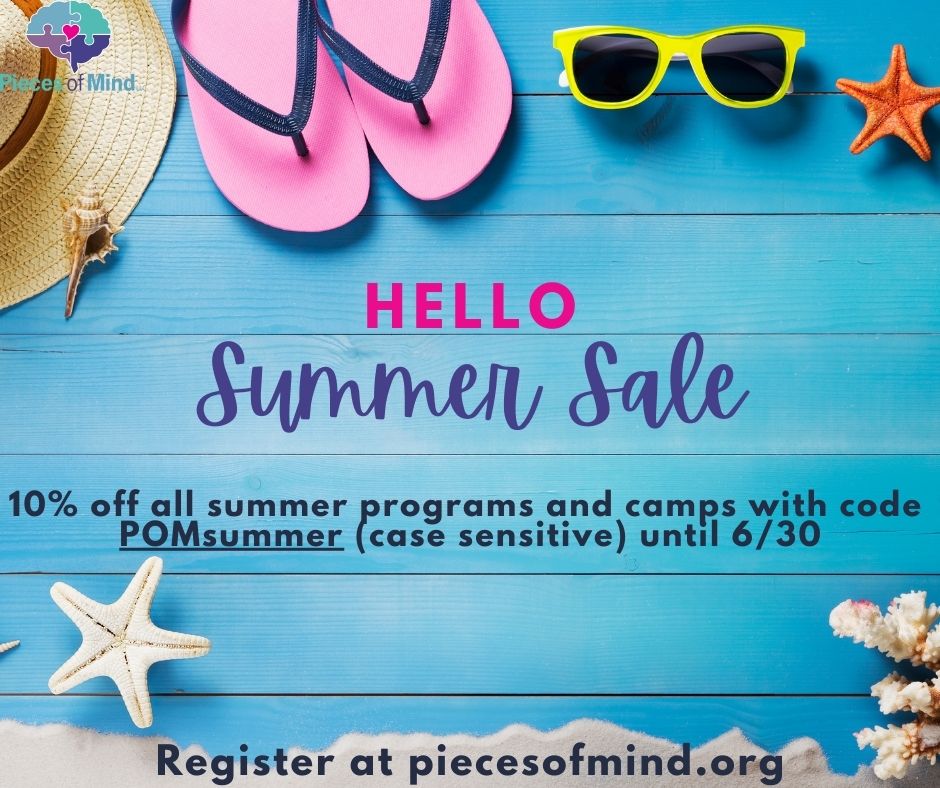 Pieces of Mind
HELLO
Summer Sale
10% off all summer programs and camps with code
POMsummer (case sensitive) until 6/30
Register at piecesofmind.org